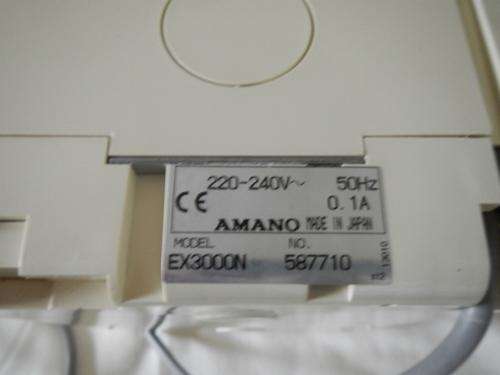 220-240V~ 50Hz
CE 0.1A
AMANO MADE IN JAPAN
MODEL NO.
EX3000N 587710